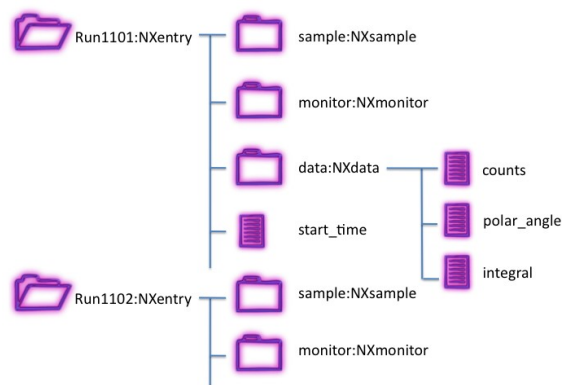 Run1101:NXentry
sample:NXsample
monitor:NXmonitor
data:NXdata
counts
polar_angle
integral
start_time
Run1102:NXentry
sample:NXsample
monitor:NXmonitor